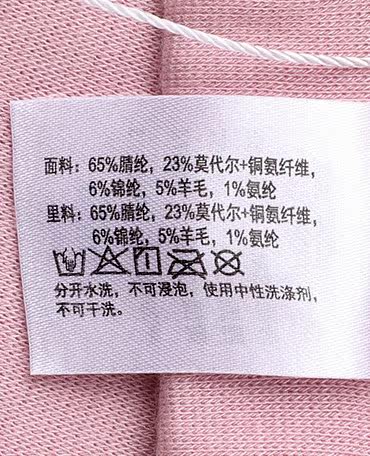 面料：65%腈纶，23%莫代尔+铜氨纤维，
6%锦纶，5%羊毛，1%氨纶
里料：65%腈纶，23%莫代尔+铜氨纤维，
6%锦纶，5%羊毛，1%氨纶
分开水洗，不可浸泡，使用中性洗涤剂，
不可干洗。